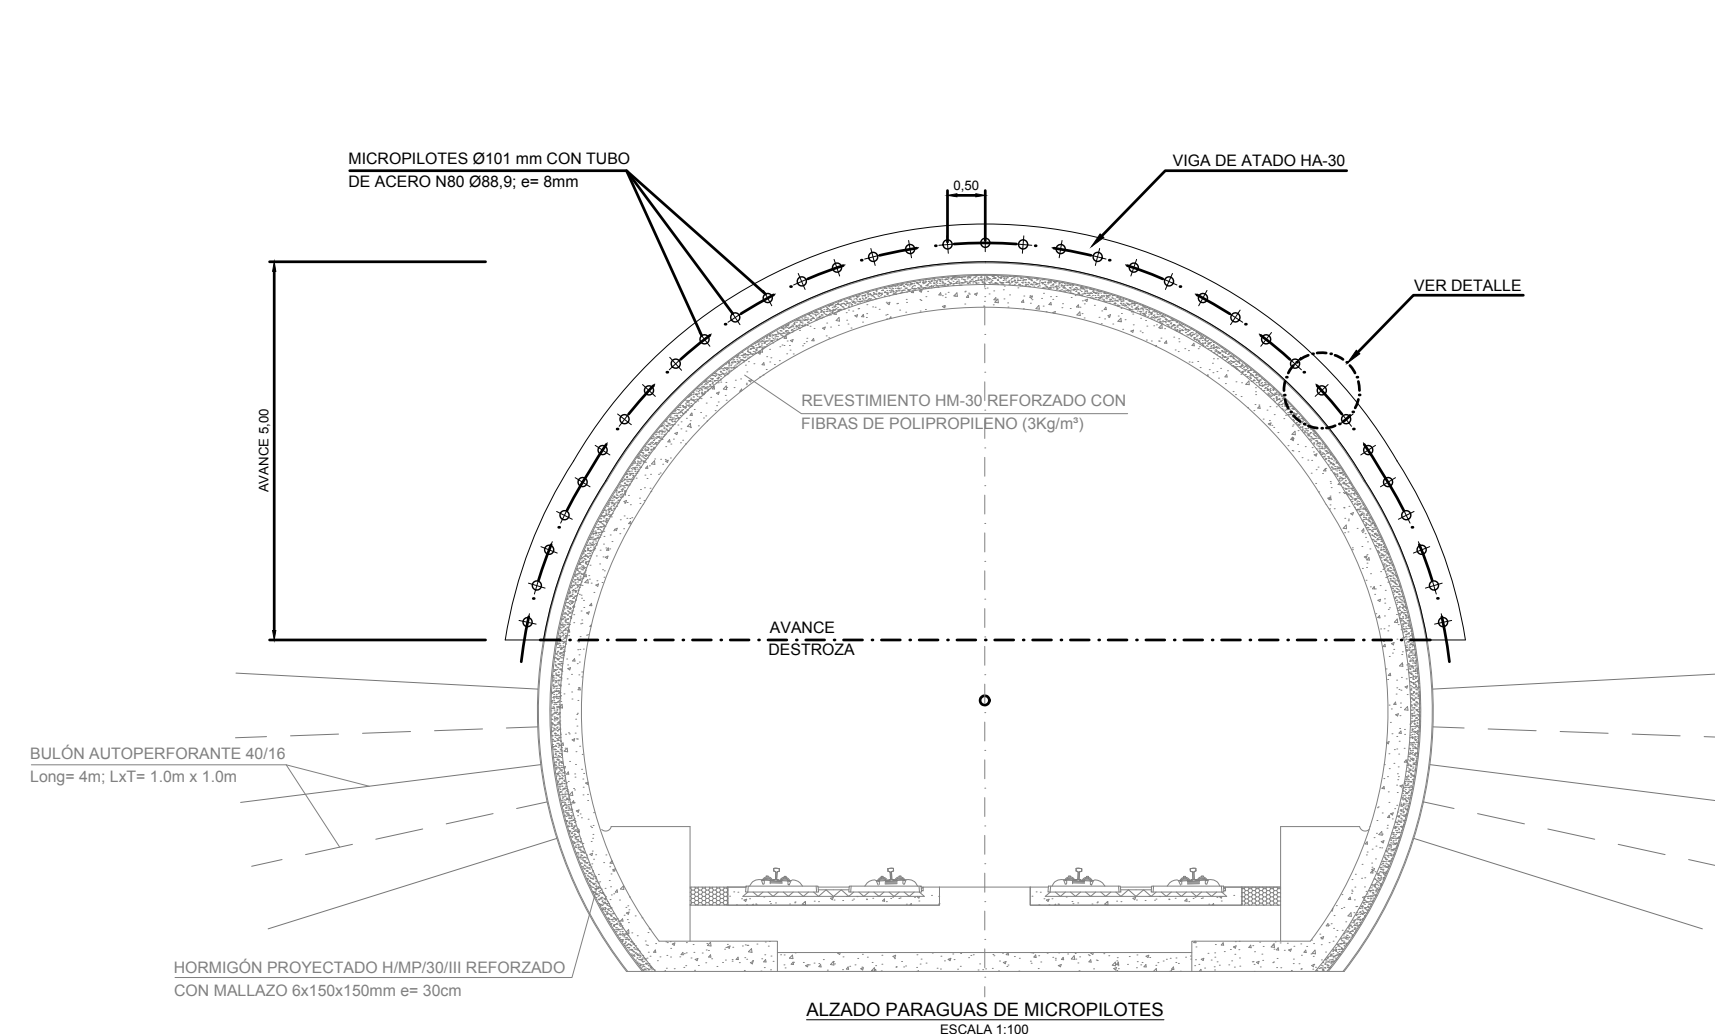 MICROPILOTES Ø101 mm CON TUBO
DE ACERO N80 Ø88,9; e= 8mm
VIGA DE ATADO HA-30
0,50
VER DETALLE
AVANCE 5,00
REVESTIMIENTO HM-30 REFORZADO CON
FIBRAS DE POLIPROPILENO (3Kg/m³)
AVANCE
DESTROZA
BULÓN AUTOPERFORANTE 40/16
Long= 4m; LxT= 1.0m x 1.0m
HORMIGÓN PROYECTADO H/MP/30/III REFORZADO
CON MALLAZO 6x150x150mm e= 30cm
ALZADO PARAGUAS DE MICROPILOTES
ESCALA 1:100